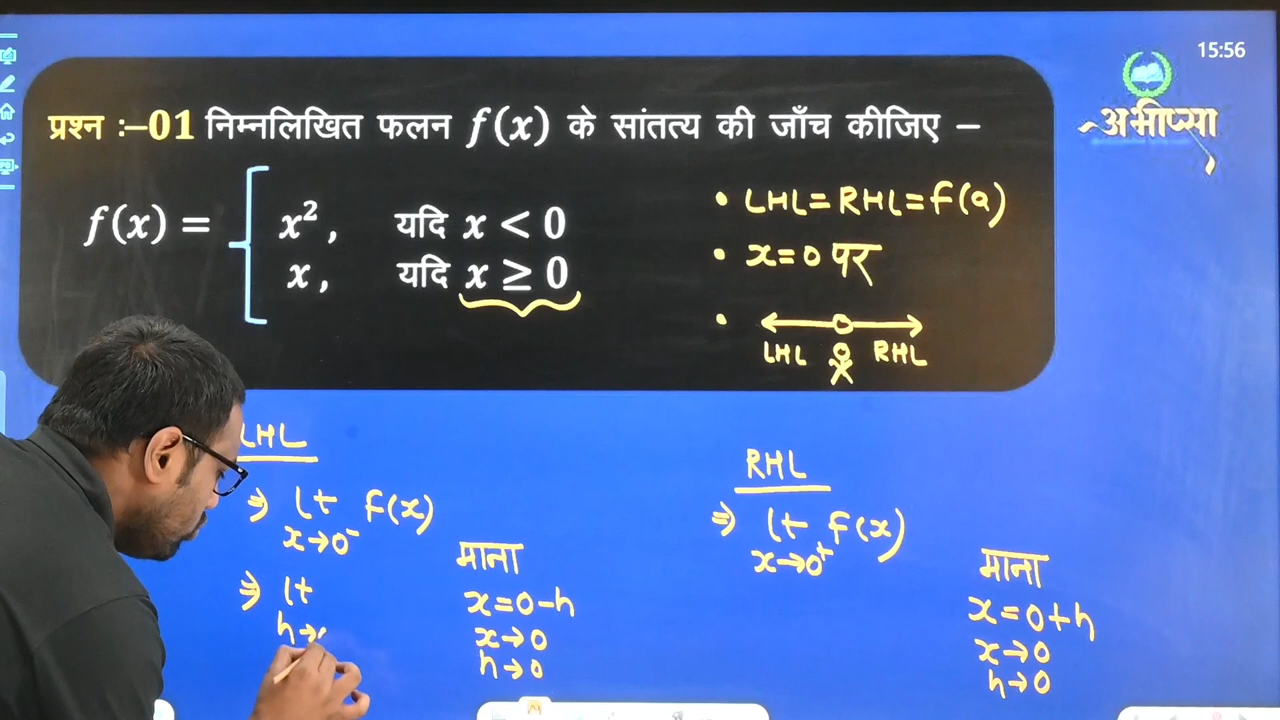 15:56
अभीप्सा
प्रश्न :–01 निम्नलिखित फलन f(x) के सांतत्य की जाँच कीजिए –
f(x) = { x², यदि x < 0
x, यदि x ≥ 0
• LHL=RHL=f(a)
• x=0 पर
•
LHL RHL
LHL
⇒ lt f(x)
x→0⁻
माना
x=0-h
x→0
h→0
⇒ lt
h→
RHL
⇒ lt f(x)
x→0⁺
माना
x=0+h
x→0
h→0